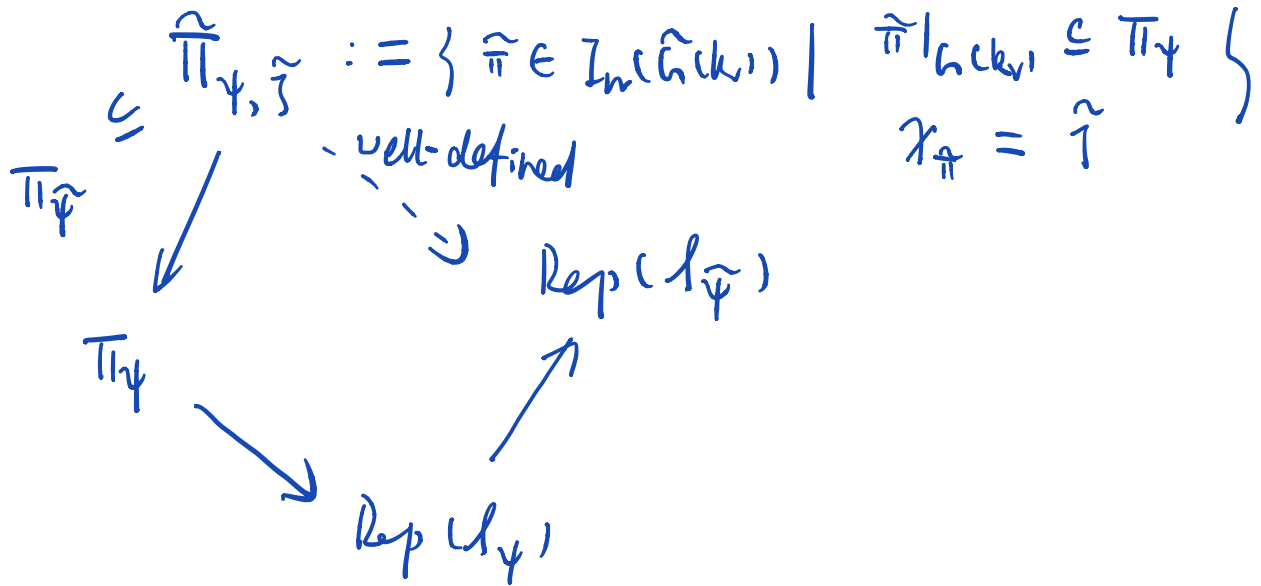 Π̃_{ψ, ζ̃} := { π̃ ∈ Irr(G̃(k_v)) | π̃|_{G(k_v)} ⊆ Π_ψ
χ_π̃ = ζ̃ }
⊆
well-defined
Π_ψ̃
Rep(S_ψ̃)
Π_ψ
Rep(S_ψ)